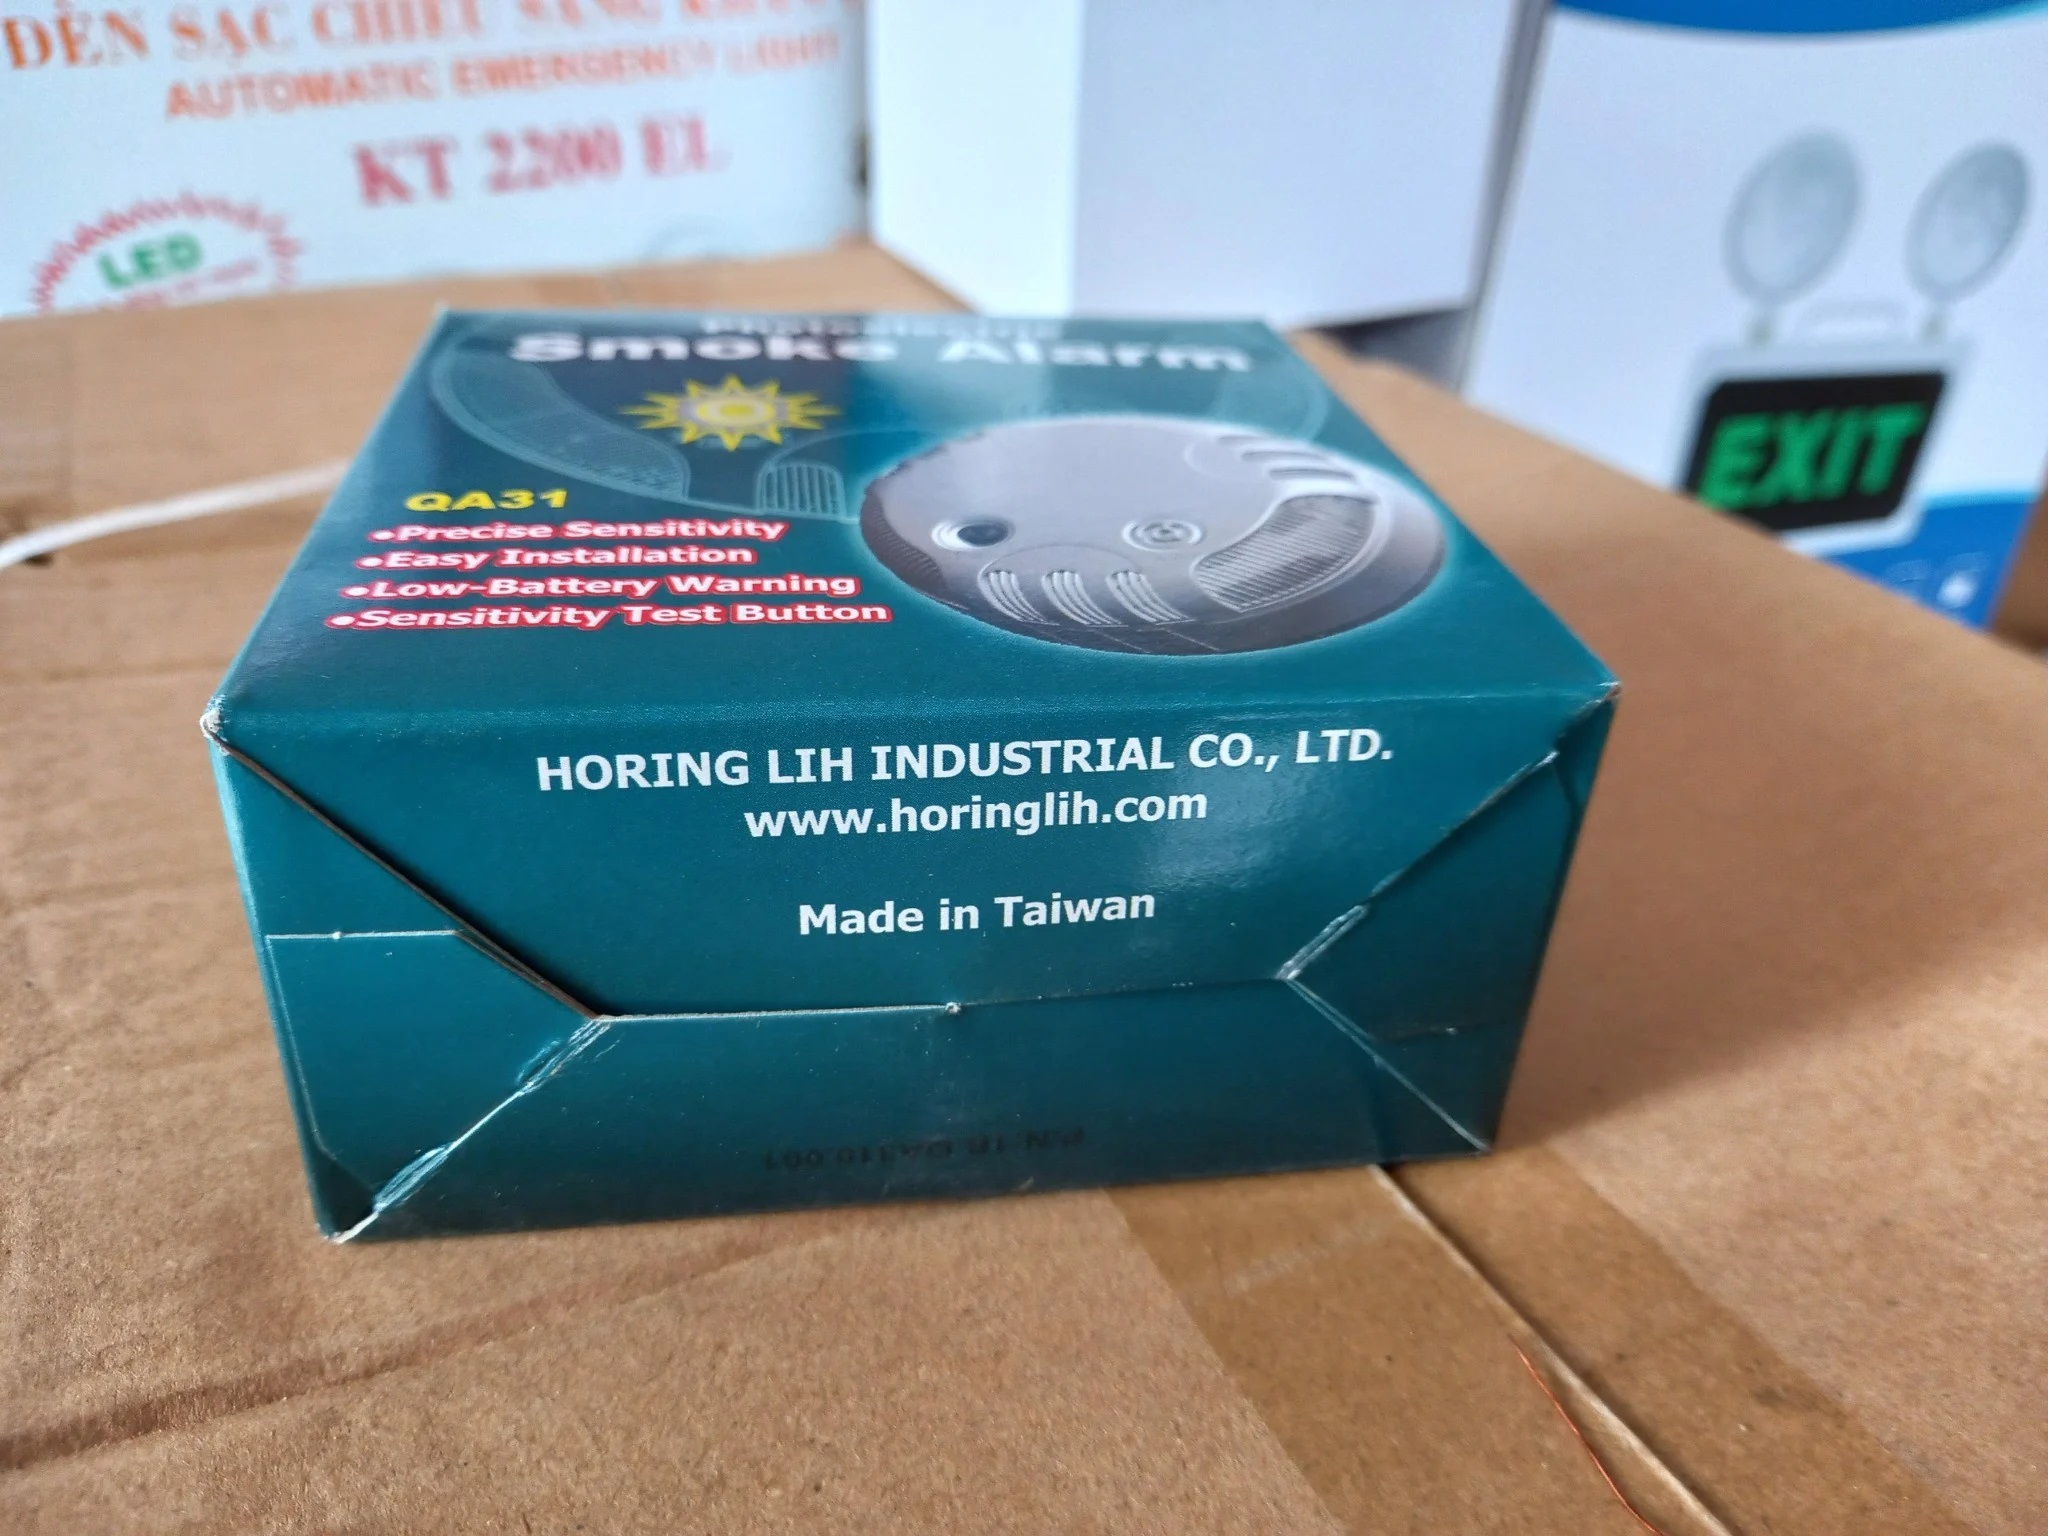 ĐÈN SẠC CHIẾU SÁNG
AUTOMATIC EMERGENCY LIGHT
KT 2200 EL
LED
EXIT
Photoelectric
Smoke Alarm
QA31
•Precise Sensitivity
•Easy Installation
•Low-Battery Warning
•Sensitivity Test Button
HORING LIH INDUSTRIAL CO., LTD.
www.horinglih.com
Made in Taiwan